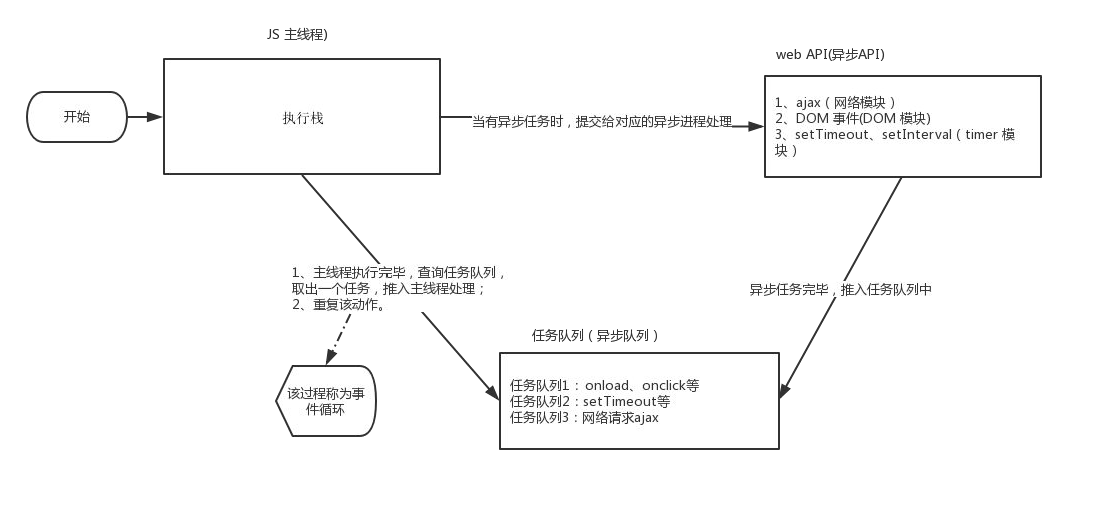 JS 主线程)
web API(异步API)
开始
执行栈
当有异步任务时，提交给对应的异步进程处理
1、ajax（网络模块）
2、DOM 事件(DOM 模块)
3、setTimeout、setInterval（timer 模
块）
1、主线程执行完毕，查询任务队列，
取出一个任务，推入主线程处理；
2、重复该动作。
异步任务完毕，推入任务队列中
任务队列（异步队列）
该过程称为事
件循环
任务队列1：onload、onclick等
任务队列2：setTimeout等
任务队列3：网络请求ajax